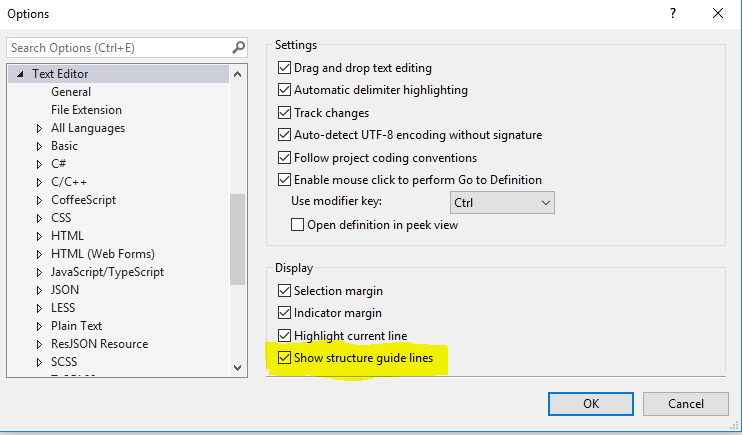 Options
?
Search Options (Ctrl+E)
Text Editor
General
File Extension
All Languages
Basic
C#
C/C++
CoffeeScript
CSS
HTML
HTML (Web Forms)
JavaScript/TypeScript
JSON
LESS
Plain Text
ResJSON Resource
SCSS
Settings
Drag and drop text editing
Automatic delimiter highlighting
Track changes
Auto-detect UTF-8 encoding without signature
Follow project coding conventions
Enable mouse click to perform Go to Definition
Use modifier key: Ctrl
Open definition in peek view
Display
Selection margin
Indicator margin
Highlight current line
Show structure guide lines
OK
Cancel